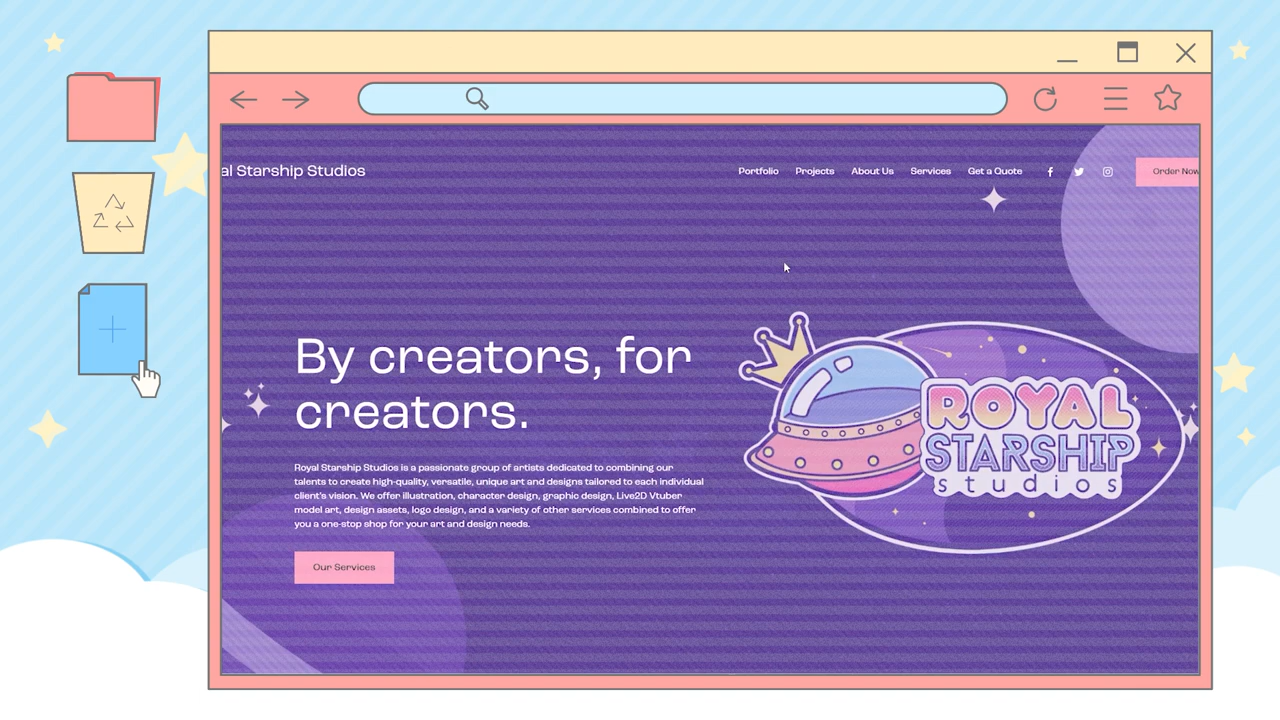 al Starship Studios
Portfolio Projects About Us Services Get a Quote Order Now
By creators, for
creators.
Royal Starship Studios is a passionate group of artists dedicated to combining our
talents to create high-quality, versatile, unique art and designs tailored to each individual
client's vision. We offer illustration, character design, graphic design, Live2D Vtuber
model art, design assets, logo design, and a variety of other services combined to offer
you a one-stop shop for your art and design needs.
Our Services
ROYAL
STARSHIP
studios